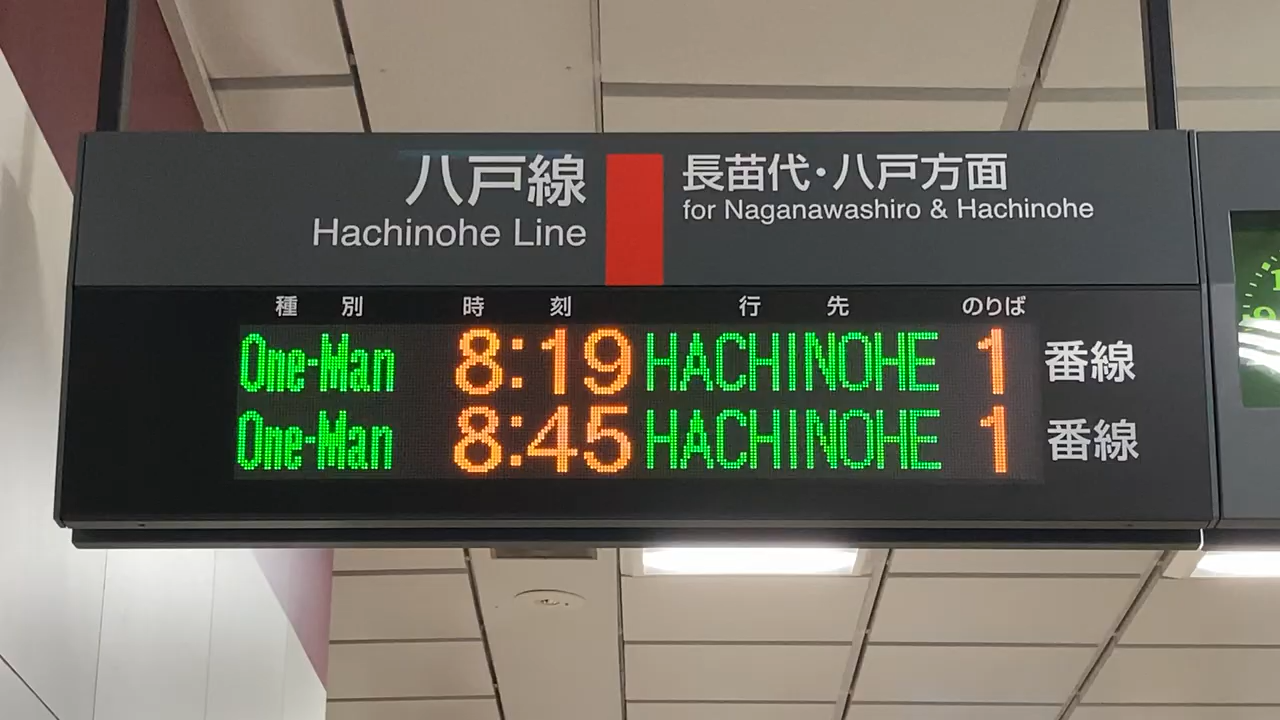 八戸線
Hachinohe Line
長苗代・八戸方面
for Naganawashiro & Hachinohe
種別 時刻 行先 のりば
One-Man 8:19 HACHINOHE 1 番線
One-Man 8:45 HACHINOHE 1 番線